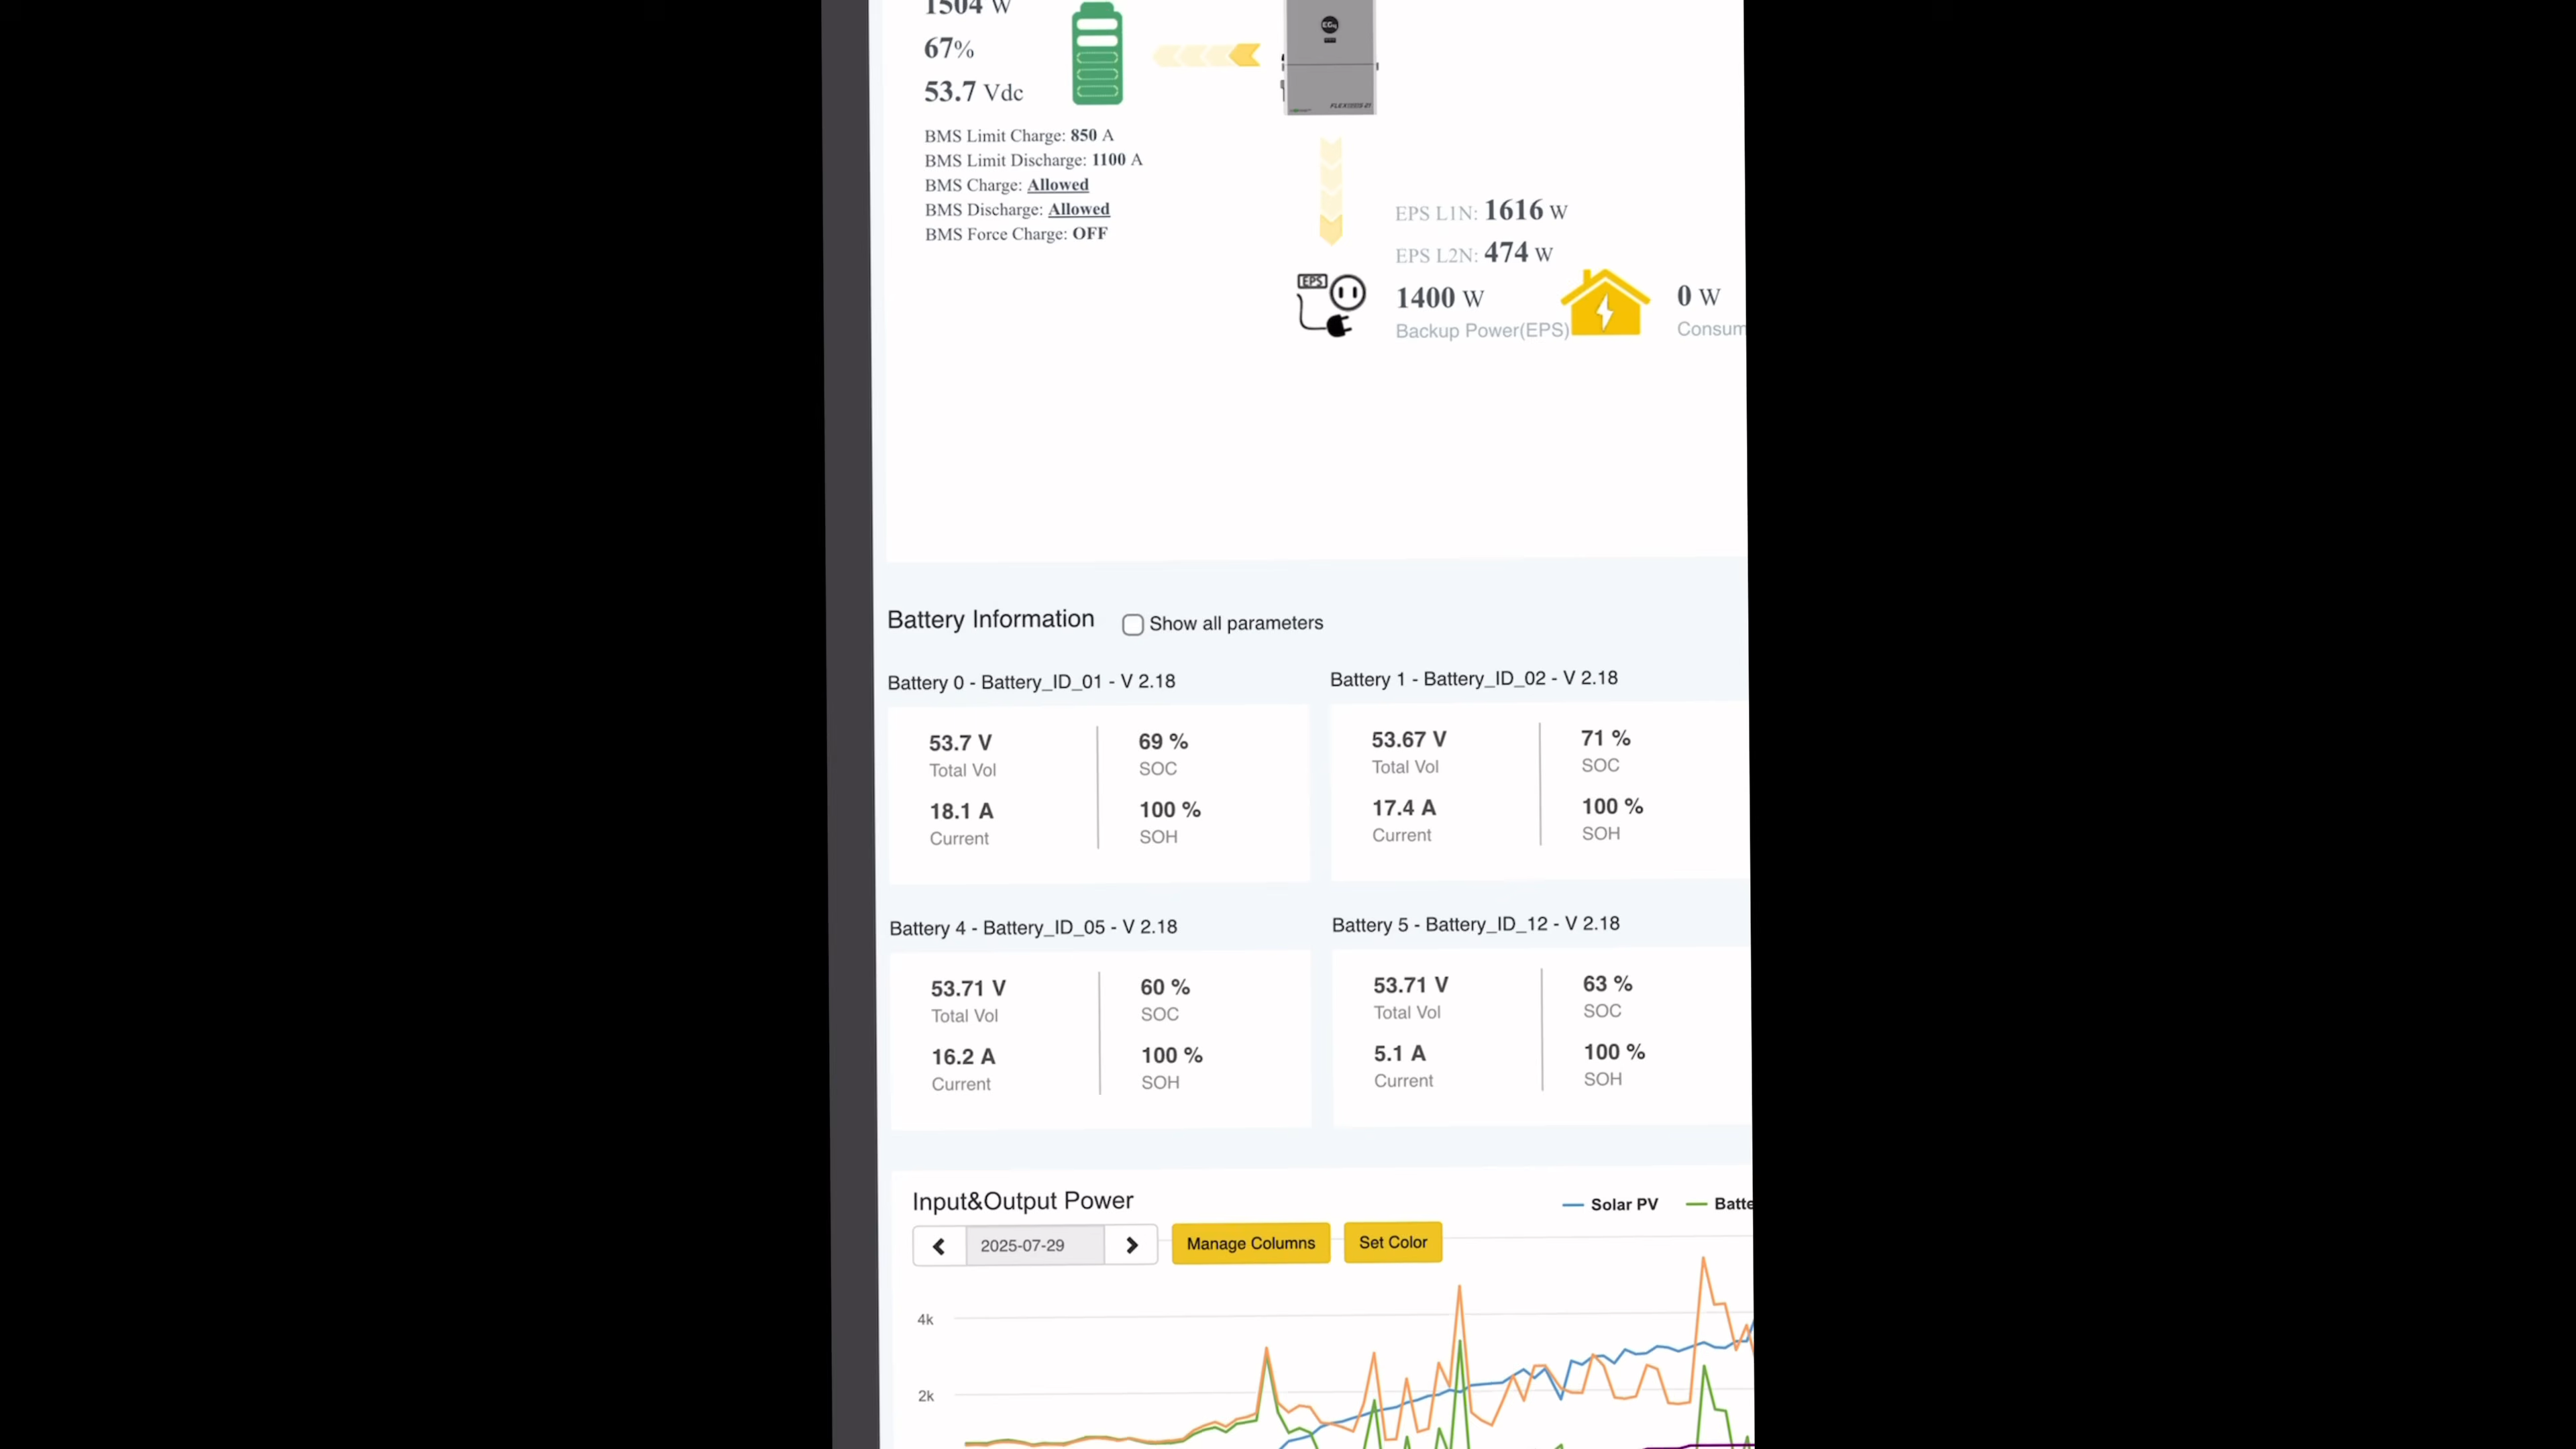 1504 W
67%
53.7 Vdc
BMS Limit Charge: 850 A
BMS Limit Discharge: 1100 A
BMS Charge: Allowed
BMS Discharge: Allowed
BMS Force Charge: OFF
EPS L1N: 1616 W
EPS L2N: 474 W
EPS
1400 W
Backup Power(EPS)
0 W
Consum
Battery Information
Show all parameters
Battery 0 - Battery_ID_01 - V 2.18
53.7 V
Total Vol
69 %
SOC
18.1 A
Current
100 %
SOH
Battery 1 - Battery_ID_02 - V 2.18
53.67 V
Total Vol
71 %
SOC
17.4 A
Current
100 %
SOH
Battery 4 - Battery_ID_05 - V 2.18
53.71 V
Total Vol
60 %
SOC
16.2 A
Current
100 %
SOH
Battery 5 - Battery_ID_12 - V 2.18
53.71 V
Total Vol
63 %
SOC
5.1 A
Current
100 %
SOH
Input&Output Power
Solar PV
Batte
2025-07-29
Manage Columns
Set Color
4k
2k